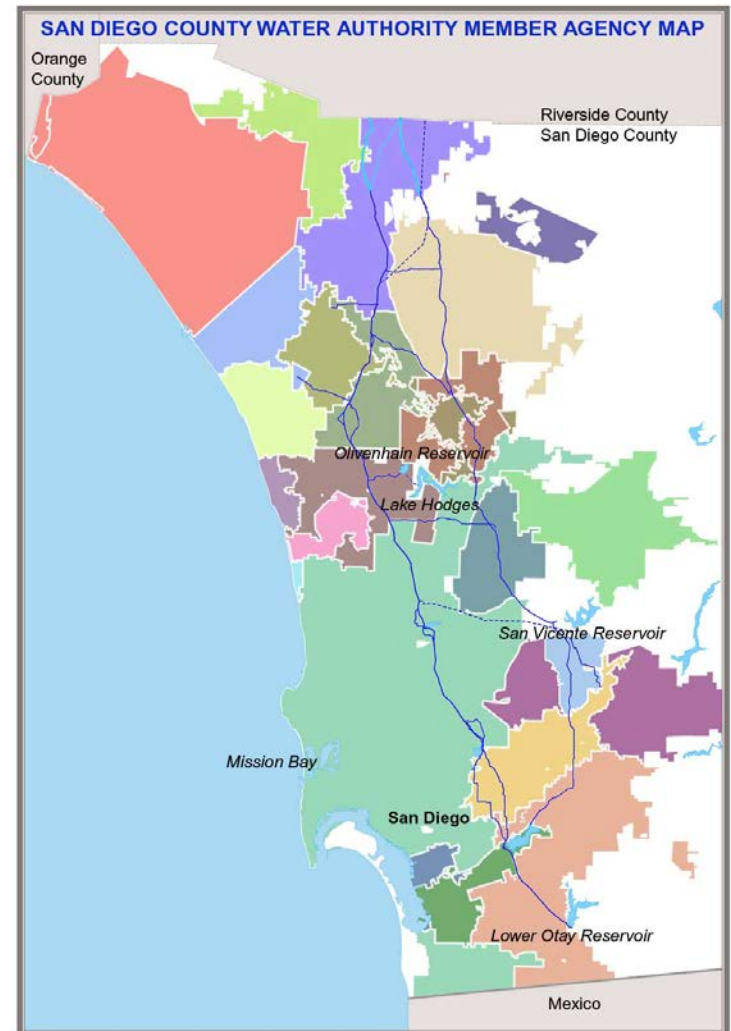 SAN DIEGO COUNTY WATER AUTHORITY MEMBER AGENCY MAP
Orange
County
Riverside County
San Diego County
Olivenhain Reservoir
Lake Hodges
San Vicente Reservoir
Mission Bay
San Diego
Lower Otay Reservoir
Mexico